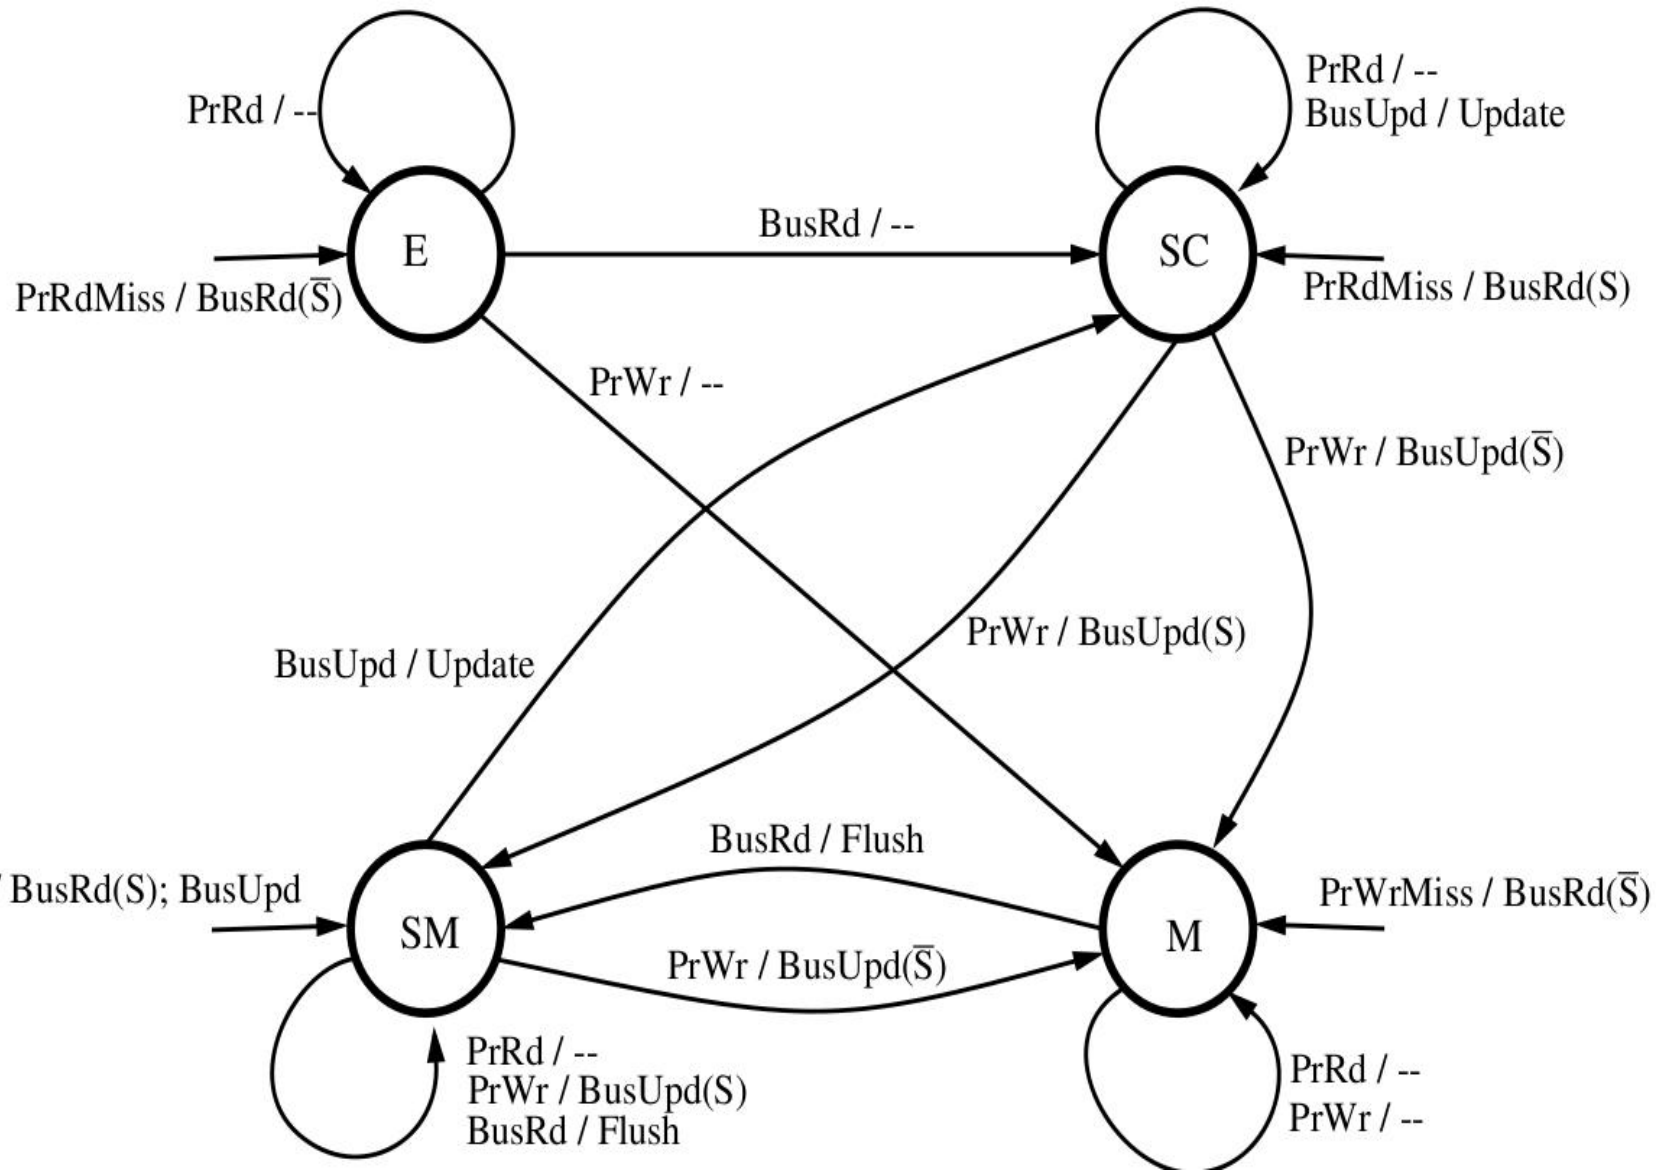 PrRd / --
PrRd / --
BusUpd / Update
BusRd / --
E
SC
PrRdMiss / BusRd(S̅)
PrRdMiss / BusRd(S)
PrWr / --
PrWr / BusUpd(S̅)
PrWr / BusUpd(S)
BusUpd / Update
BusRd / Flush
/ BusRd(S); BusUpd
PrWrMiss / BusRd(S̅)
SM
M
PrWr / BusUpd(S̅)
PrRd / --
PrWr / BusUpd(S)
BusRd / Flush
PrRd / --
PrWr / --